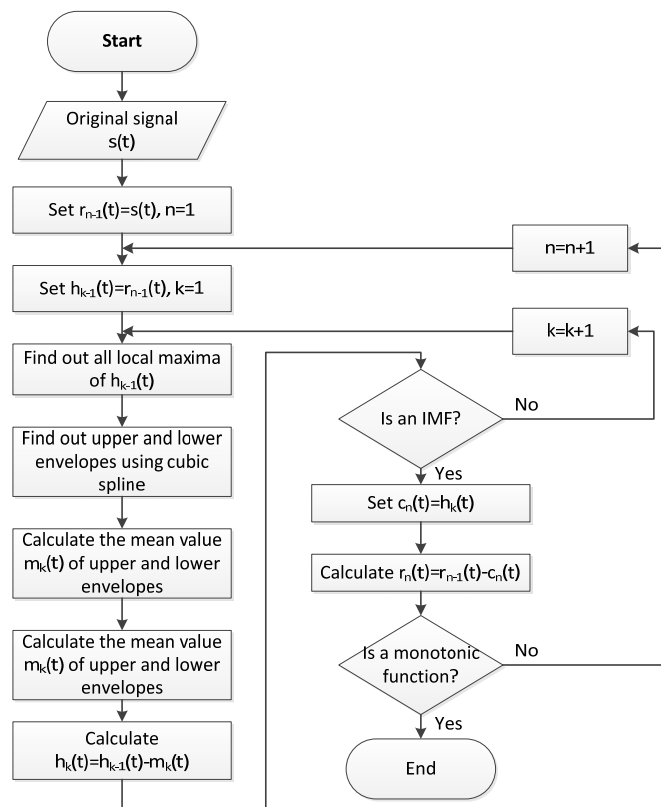 Start
Original signal
s(t)
Set rₙ₋₁(t)=s(t), n=1
n=n+1
Set hₖ₋₁(t)=rₙ₋₁(t), k=1
k=k+1
Find out all local maxima
of hₖ₋₁(t)
Find out upper and lower
envelopes using cubic
spline
Calculate the mean value
mₖ(t) of upper and lower
envelopes
Calculate the mean value
mₖ(t) of upper and lower
envelopes
Calculate
hₖ(t)=hₖ₋₁(t)-mₖ(t)
Is an IMF?
No
Yes
Set cₙ(t)=hₖ(t)
Calculate rₙ(t)=rₙ₋₁(t)-cₙ(t)
Is a monotonic
function?
No
Yes
End